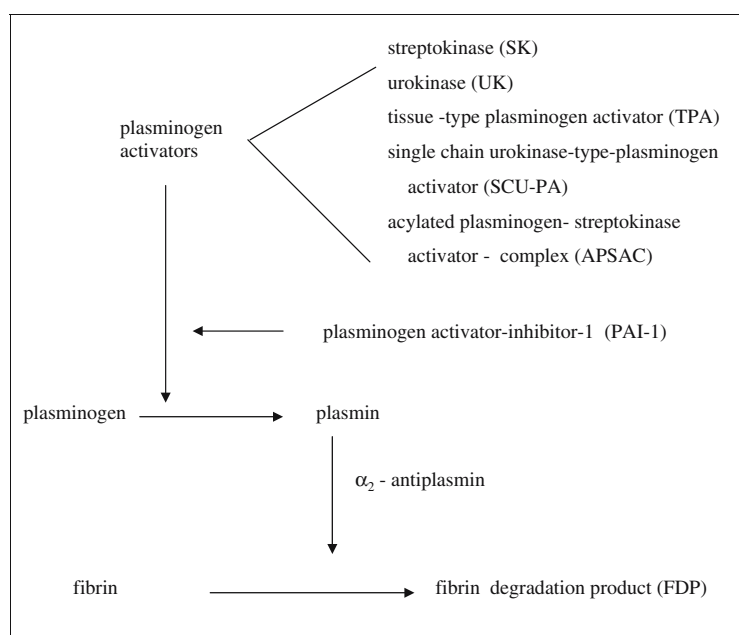 streptokinase (SK)
urokinase (UK)
tissue -type plasminogen activator (TPA)
plasminogen
activators
single chain urokinase-type-plasminogen
activator (SCU-PA)
acylated plasminogen- streptokinase
activator - complex (APSAC)
plasminogen activator-inhibitor-1 (PAI-1)
plasminogen
plasmin
α₂ - antiplasmin
fibrin
fibrin degradation product (FDP)